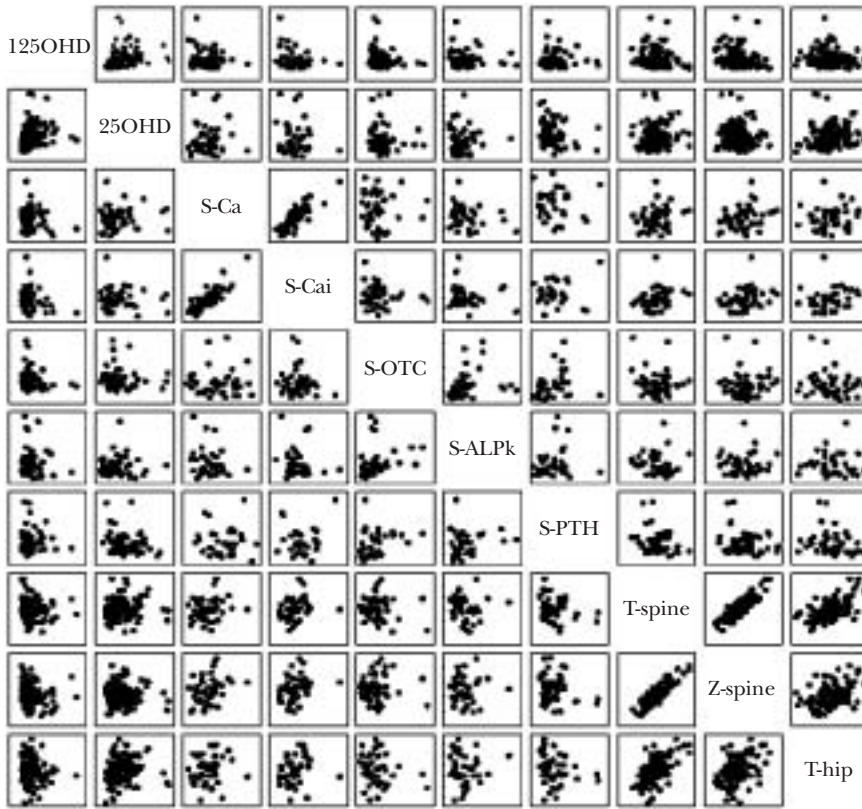 125OHD
25OHD
S-Ca
S-Cai
S-OTC
S-ALPk
S-PTH
T-spine
Z-spine
T-hip